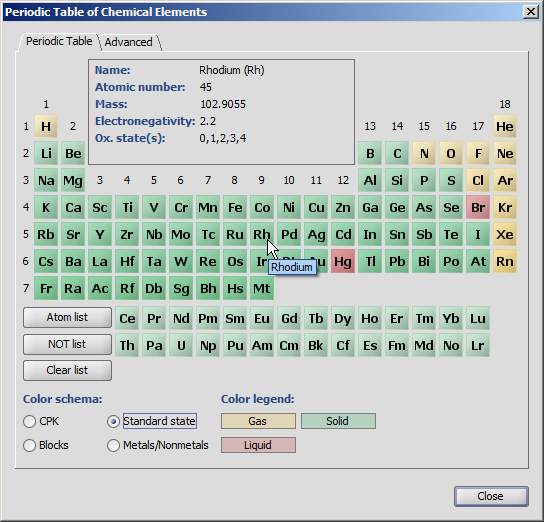 Periodic Table of Chemical Elements
Periodic Table Advanced
Name: Rhodium (Rh)
Atomic number: 45
Mass: 102.9055
Electronegativity: 2.2
Ox. state(s): 0,1,2,3,4
1 18
1 H 2 13 14 15 16 17 He
2 Li Be B C N O F Ne
3 Na Mg 3 4 5 6 7 8 9 10 11 12 Al Si P S Cl Ar
4 K Ca Sc Ti V Cr Mn Fe Co Ni Cu Zn Ga Ge As Se Br Kr
5 Rb Sr Y Zr Nb Mo Tc Ru Rh Pd Ag Cd In Sn Sb Te I Xe
6 Cs Ba La Hf Ta W Re Os Ir Au Hg Tl Pb Bi Po At Rn
Rhodium
7 Fr Ra Ac Rf Db Sg Bh Hs Mt
Atom list Ce Pr Nd Pm Sm Eu Gd Tb Dy Ho Er Tm Yb Lu
NOT list Th Pa U Np Pu Am Cm Bk Cf Es Fm Md No Lr
Clear list
Color schema: Color legend:
CPK Standard state Gas Solid
Blocks Metals/Nonmetals Liquid
Close